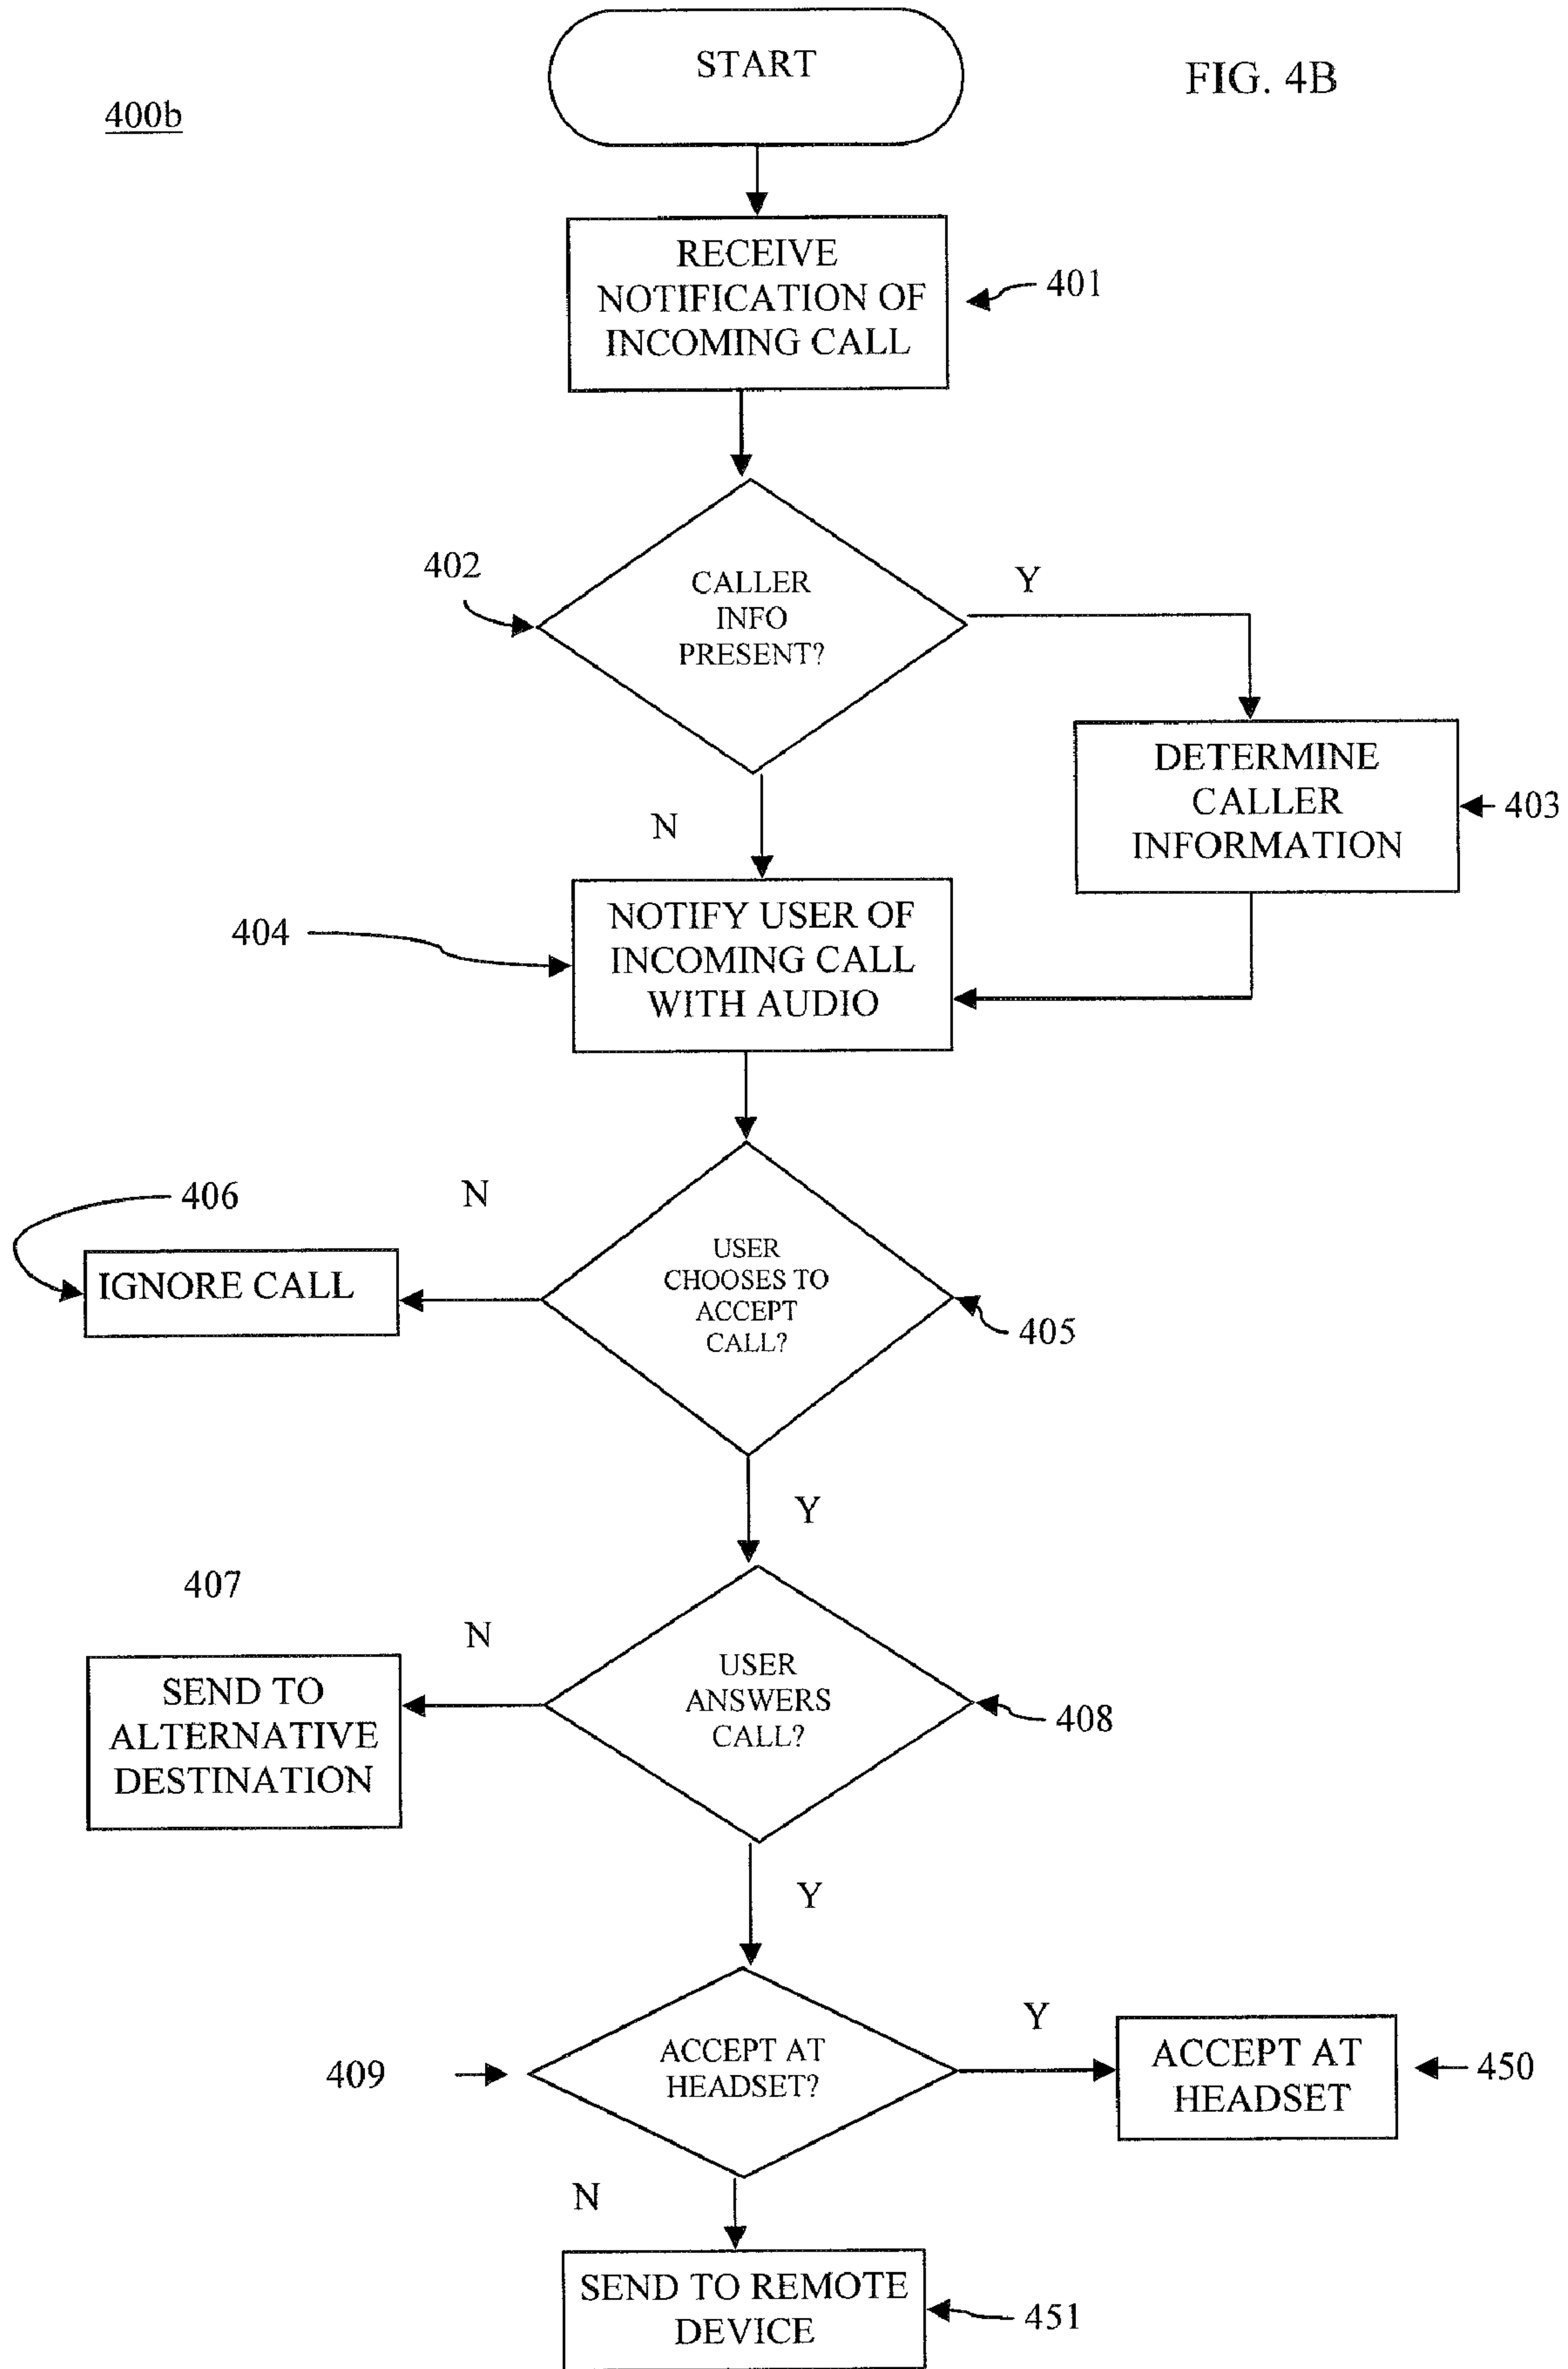 START
FIG. 4B
400b
RECEIVE
NOTIFICATION OF
INCOMING CALL
401
402
CALLER
INFO
PRESENT?
Y
DETERMINE
CALLER
INFORMATION
403
N
404
NOTIFY USER OF
INCOMING CALL
WITH AUDIO
406
N
IGNORE CALL
USER
CHOOSES TO
ACCEPT
CALL?
405
Y
407
N
SEND TO
ALTERNATIVE
DESTINATION
USER
ANSWERS
CALL?
408
Y
409
ACCEPT AT
HEADSET?
Y
ACCEPT AT
HEADSET
450
N
SEND TO REMOTE
DEVICE
451